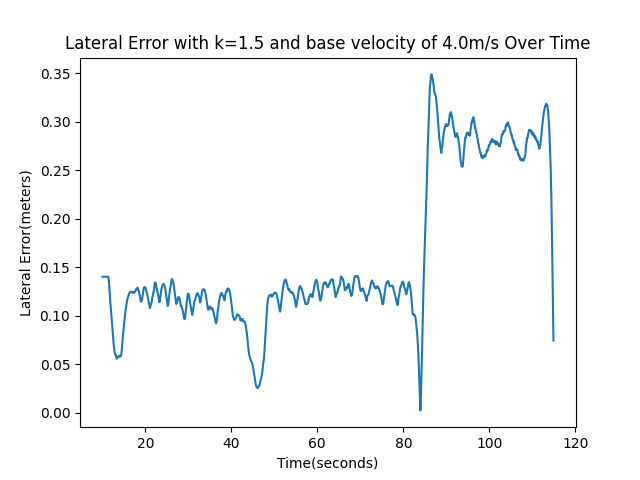 Lateral Error with k=1.5 and base velocity of 4.0m/s Over Time
0.35
0.30
0.25
0.20
0.15
0.10
0.05
0.00
Lateral Error(meters)
20 40 60 80 100 120
Time(seconds)